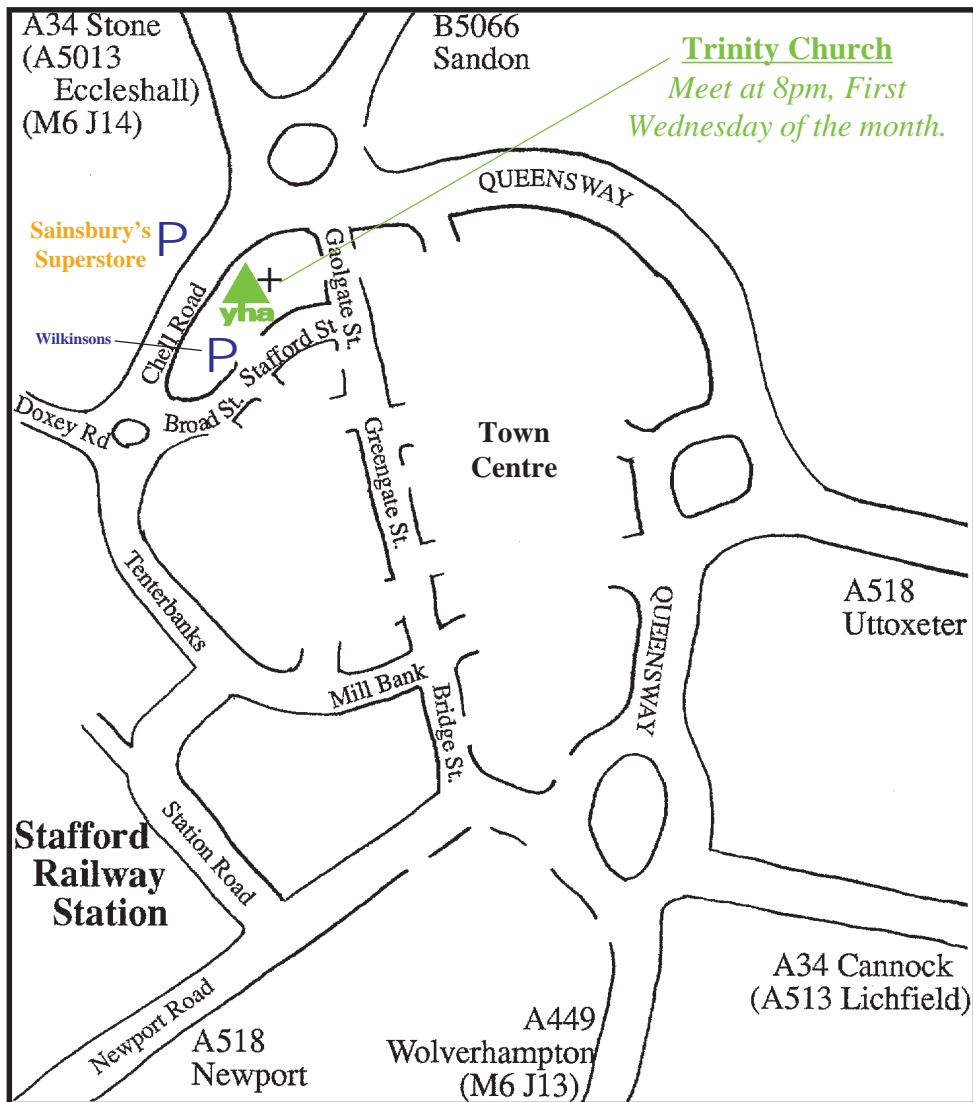 A34 Stone
(A5013
Eccleshall)
(M6 J14)
B5066
Sandon
Trinity Church
Meet at 8pm, First
Wednesday of the month.
QUEENSWAY
Sainsbury's
Superstore
P
Gaolgate St.
Chell Road
yha
Wilkinsons
P
Stafford St
Broad St.
Doxey Rd
Greengate St.
Town
Centre
Tenterbanks
A518
Uttoxeter
QUEENSWAY
Mill Bank
Bridge St.
Station Road
Stafford
Railway
Station
Newport Road
A518
Newport
A449
Wolverhampton
(M6 J13)
A34 Cannock
(A513 Lichfield)